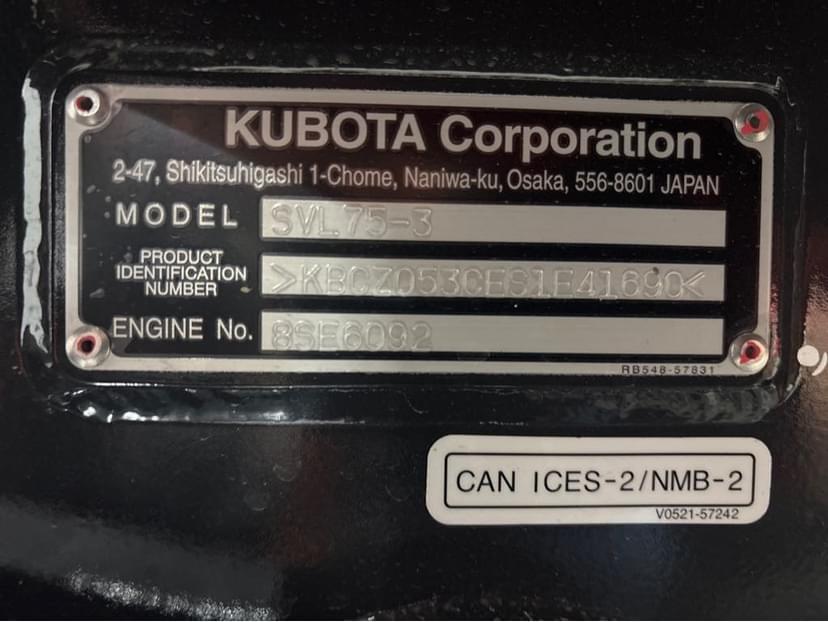 KUBOTA Corporation
2-47, Shikitsuhigashi 1-Chome, Naniwa-ku, Osaka, 556-8601 JAPAN
MODEL SVL75-3
PRODUCT
IDENTIFICATION
NUMBER
>KBCZ053CES1E41690<
ENGINE No. 8SE6092
RB548-57831
CAN ICES-2/NMB-2
V0521-57242